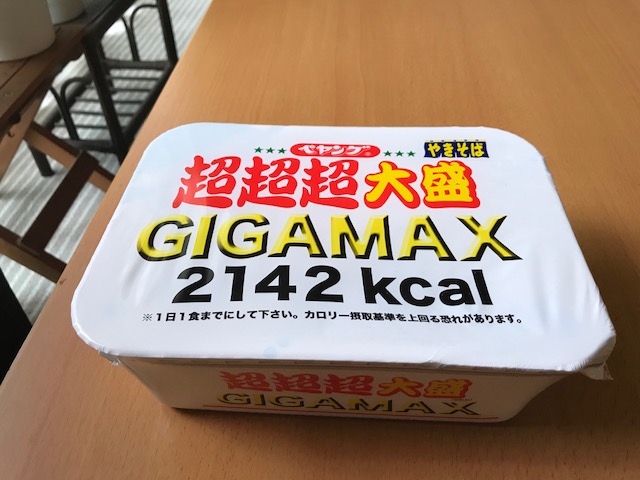 ペヤング
やきそば
超超超大盛
GIGAMAX
2142 kcal
※1日1食までにして下さい。カロリー摂取基準を上回る恐れがあります。
超超超大盛
GIGAMAX